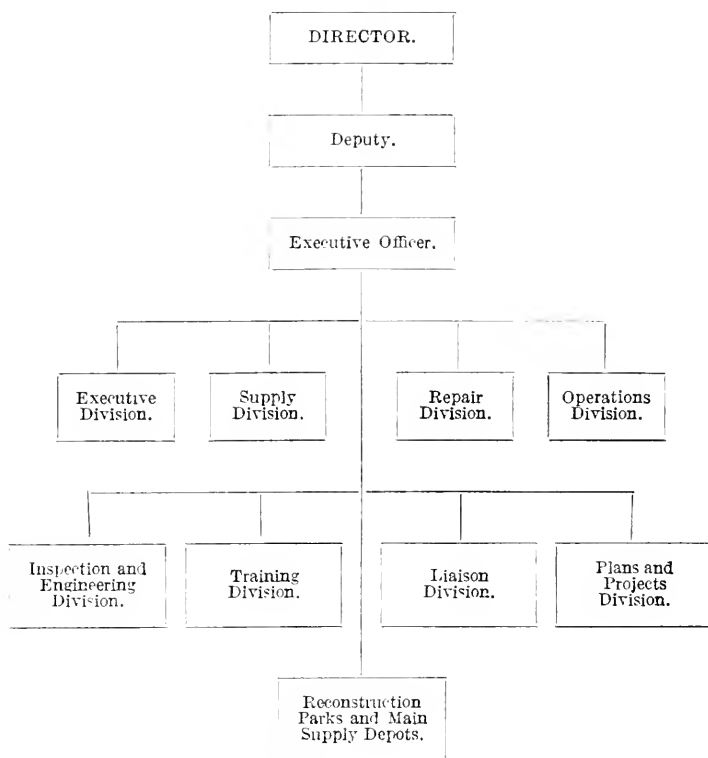 DIRECTOR.
Deputy.
Executive Officer.
Executive
Division.
Supply
Division.
Repair
Division.
Operations
Division.
Inspection and
Engineering
Division.
Training
Division.
Liaison
Division.
Plans and
Projects
Division.
Reconstruction
Parks and Main
Supply Depots.